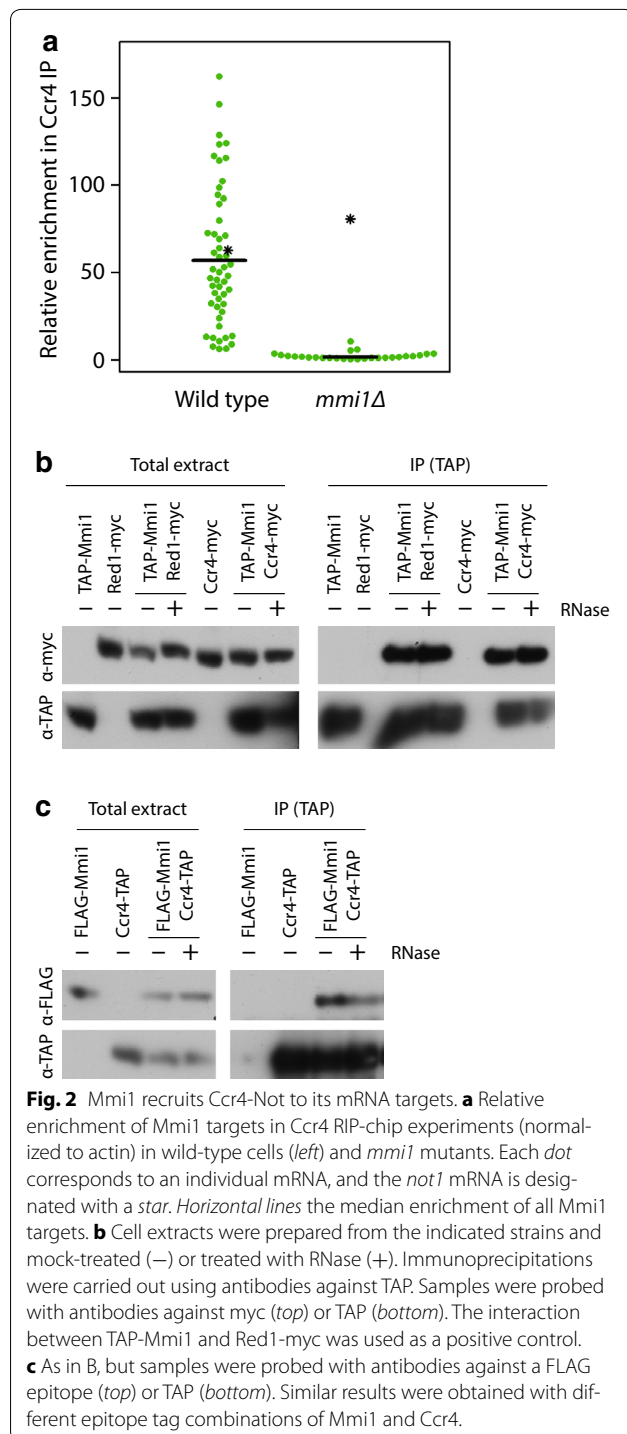 a
Relative enrichment in Ccr4 IP
150
100
50
0
*
*
Wild type mmi1Δ
b
Total extract IP (TAP)
TAP-Mmi1
Red1-myc
TAP-Mmi1
Red1-myc
Ccr4-myc
TAP-Mmi1
Ccr4-myc
TAP-Mmi1
Red1-myc
TAP-Mmi1
Red1-myc
Ccr4-myc
TAP-Mmi1
Ccr4-myc
− − − + − − + − − − + − − + RNase
α-myc
α-TAP
c
Total extract IP (TAP)
FLAG-Mmi1
Ccr4-TAP
FLAG-Mmi1
Ccr4-TAP
FLAG-Mmi1
Ccr4-TAP
FLAG-Mmi1
Ccr4-TAP
− − − + − − − + RNase
α-FLAG
α-TAP
Fig. 2 Mmi1 recruits Ccr4-Not to its mRNA targets. a Relative
enrichment of Mmi1 targets in Ccr4 RIP-chip experiments (normal-
ized to actin) in wild-type cells (left) and mmi1 mutants. Each dot
corresponds to an individual mRNA, and the not1 mRNA is desig-
nated with a star. Horizontal lines the median enrichment of all Mmi1
targets. b Cell extracts were prepared from the indicated strains and
mock-treated (−) or treated with RNase (+). Immunoprecipitations
were carried out using antibodies against TAP. Samples were probed
with antibodies against myc (top) or TAP (bottom). The interaction
between TAP-Mmi1 and Red1-myc was used as a positive control.
c As in B, but samples were probed with antibodies against a FLAG
epitope (top) or TAP (bottom). Similar results were obtained with dif-
ferent epitope tag combinations of Mmi1 and Ccr4.